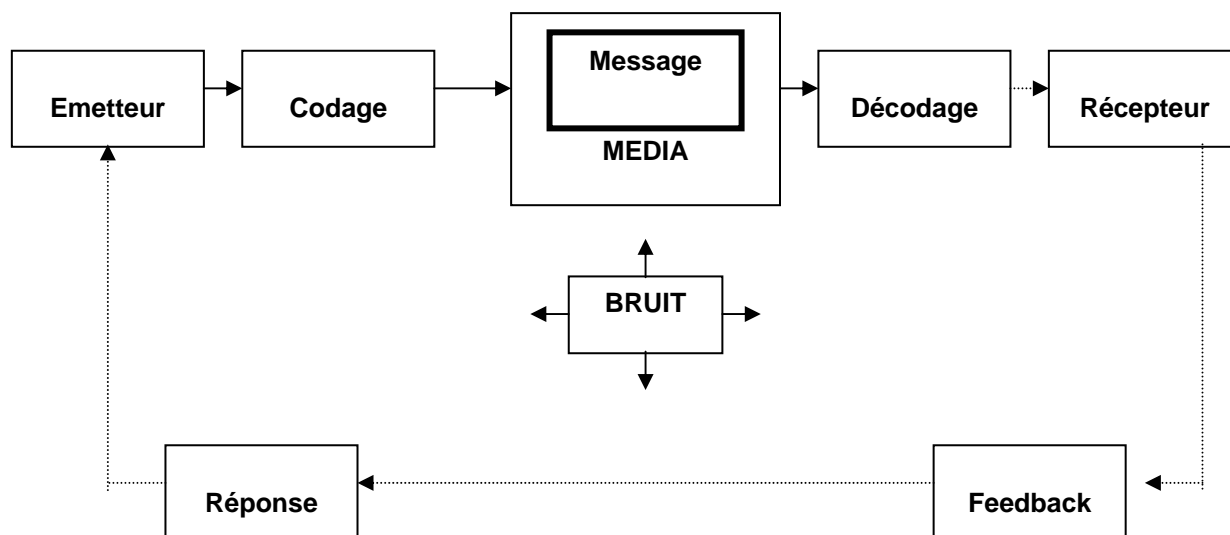 Emetteur
Codage
Message
MEDIA
Décodage
Récepteur
BRUIT
Réponse
Feedback